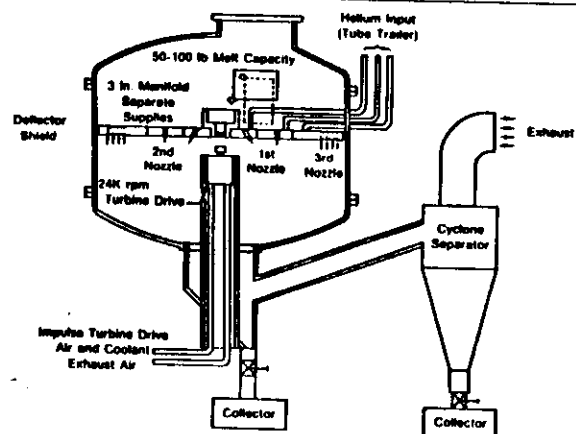 Helium Input
(Tube Trailer)
50-100 lb Melt Capacity
3 In. Manifold
Separate
Supplies
Deflector
Shield
2nd
Nozzle
1st
Nozzle
3rd
Nozzle
Exhaust
24K rpm
Turbine Drive
Cyclone
Separator
Impulse Turbine Drive
Air and Coolant
Exhaust Air
Collector
Collector